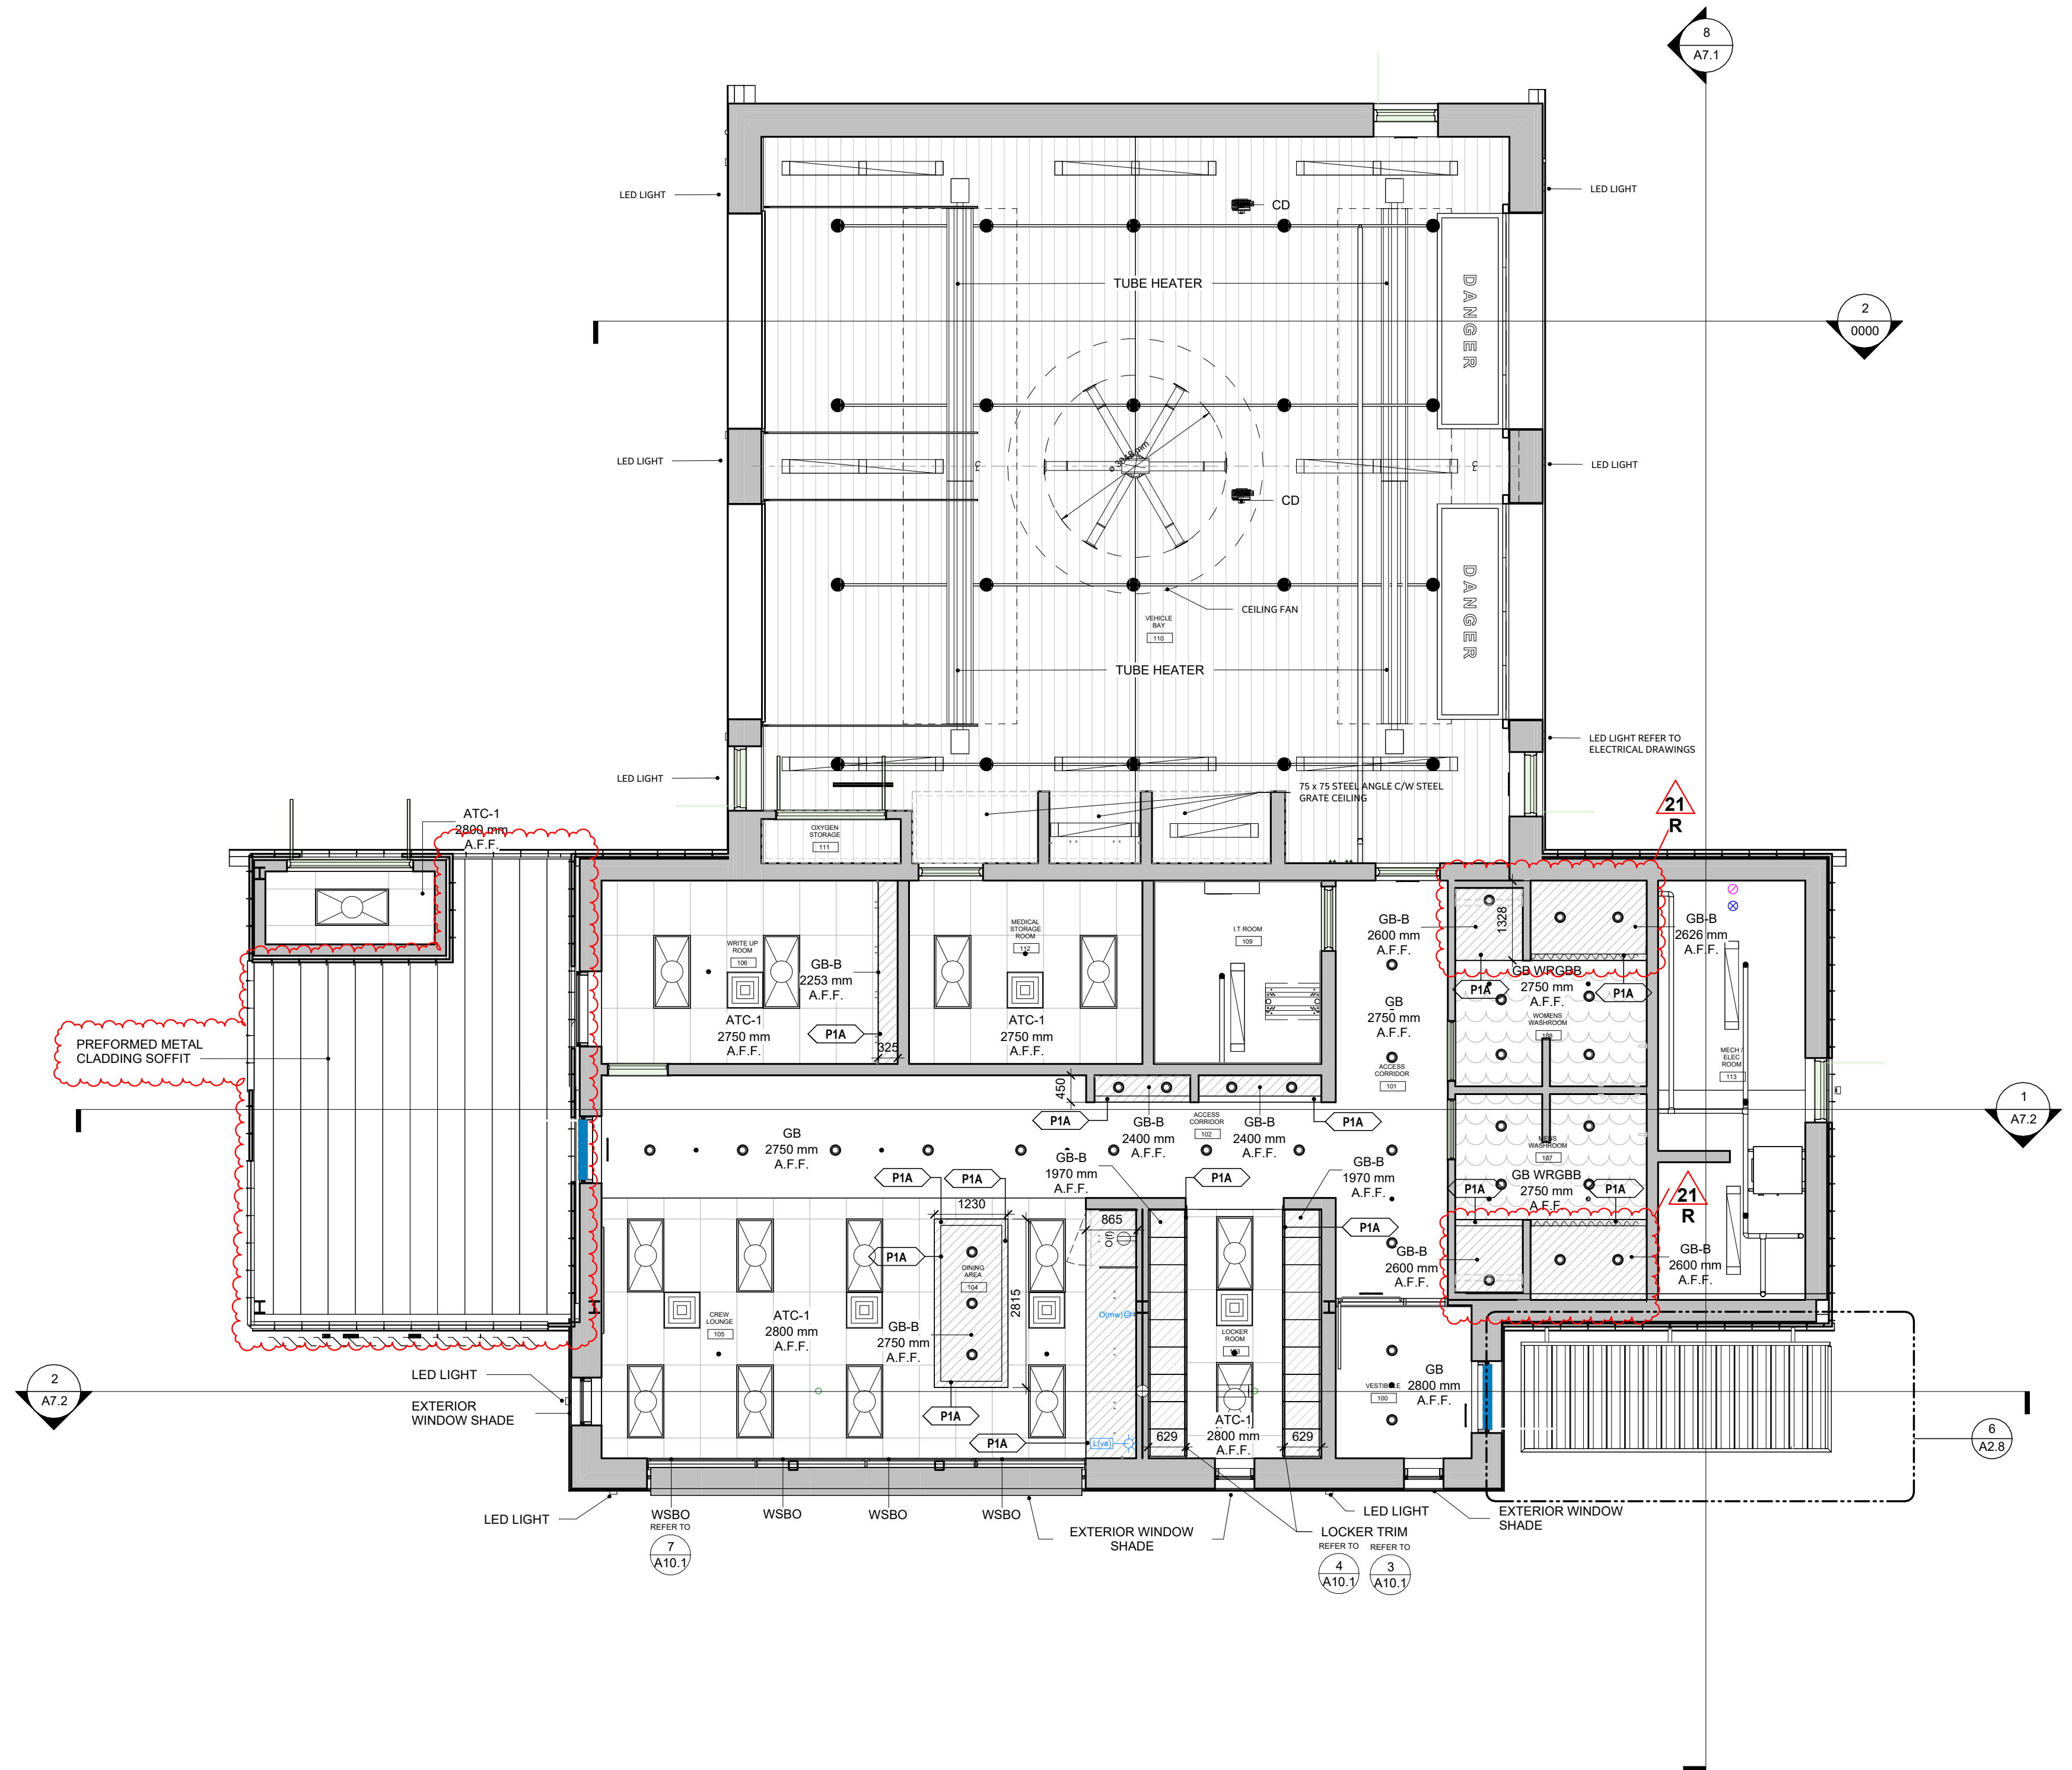 8
A7.1
LED LIGHT
LED LIGHT
CD
TUBE HEATER
DANGER
2
0000
ø 3048 mm
LED LIGHT
LED LIGHT
CD
DANGER
CEILING FAN
VEHICLE
BAY
110
TUBE HEATER
LED LIGHT REFER TO
ELECTRICAL DRAWINGS
LED LIGHT
75 x 75 STEEL ANGLE C/W STEEL
GRATE CEILING
21
R
ATC-1
2800 mm
A.F.F.
OXYGEN
STORAGE
111
WRITE UP
ROOM
106
GB-B
2253 mm
A.F.F.
ATC-1
2750 mm
A.F.F.
P1A
325
MEDICAL
STORAGE
ROOM
112
ATC-1
2750 mm
A.F.F.
I.T ROOM
109
GB-B
2600 mm
A.F.F.
GB
2750 mm
A.F.F.
ACCESS
CORRIDOR
101
1328
GB-B
2626 mm
A.F.F.
GB WRGBB
2750 mm
A.F.F.
P1A
P1A
WOMENS
WASHROOM
108
MECH /
ELEC
ROOM
113
PREFORMED METAL
CLADDING SOFFIT
1
A7.2
450
P1A
GB-B
2400 mm
A.F.F.
ACCESS
CORRIDOR
102
GB-B
2400 mm
A.F.F.
P1A
GB
2750 mm
A.F.F.
MENS
WASHROOM
107
GB WRGBB
2750 mm
A.F.F.
P1A
P1A
21
R
P1A
P1A
GB-B
1970 mm
A.F.F.
P1A
GB-B
1970 mm
A.F.F.
1230
865
O(f)
P1A
P1A
DINING
AREA
104
2815
GB-B
2600 mm
A.F.F.
GB-B
2600 mm
A.F.F.
CREW
LOUNGE
105
ATC-1
2800 mm
A.F.F.
GB-B
2750 mm
A.F.F.
O(mw)
LOCKER
ROOM
103
2
A7.2
LED LIGHT
EXTERIOR
WINDOW SHADE
P1A
P1A
L(va)
629
ATC-1
2800 mm
A.F.F.
629
VESTIBULE
100
GB
2800 mm
A.F.F.
6
A2.8
LED LIGHT
WSBO
REFER TO
7
A10.1
WSBO
WSBO
WSBO
EXTERIOR WINDOW
SHADE
LED LIGHT
LOCKER TRIM
REFER TO
4
A10.1
REFER TO
3
A10.1
EXTERIOR WINDOW
SHADE